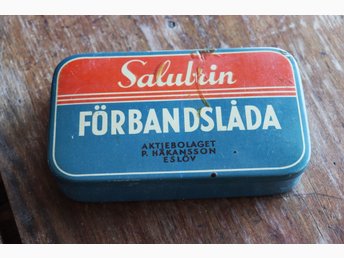 Salubrin
FÖRBANDSLÅDA
AKTIEBOLAGET
P. HÅKANSSON
ESLÖV